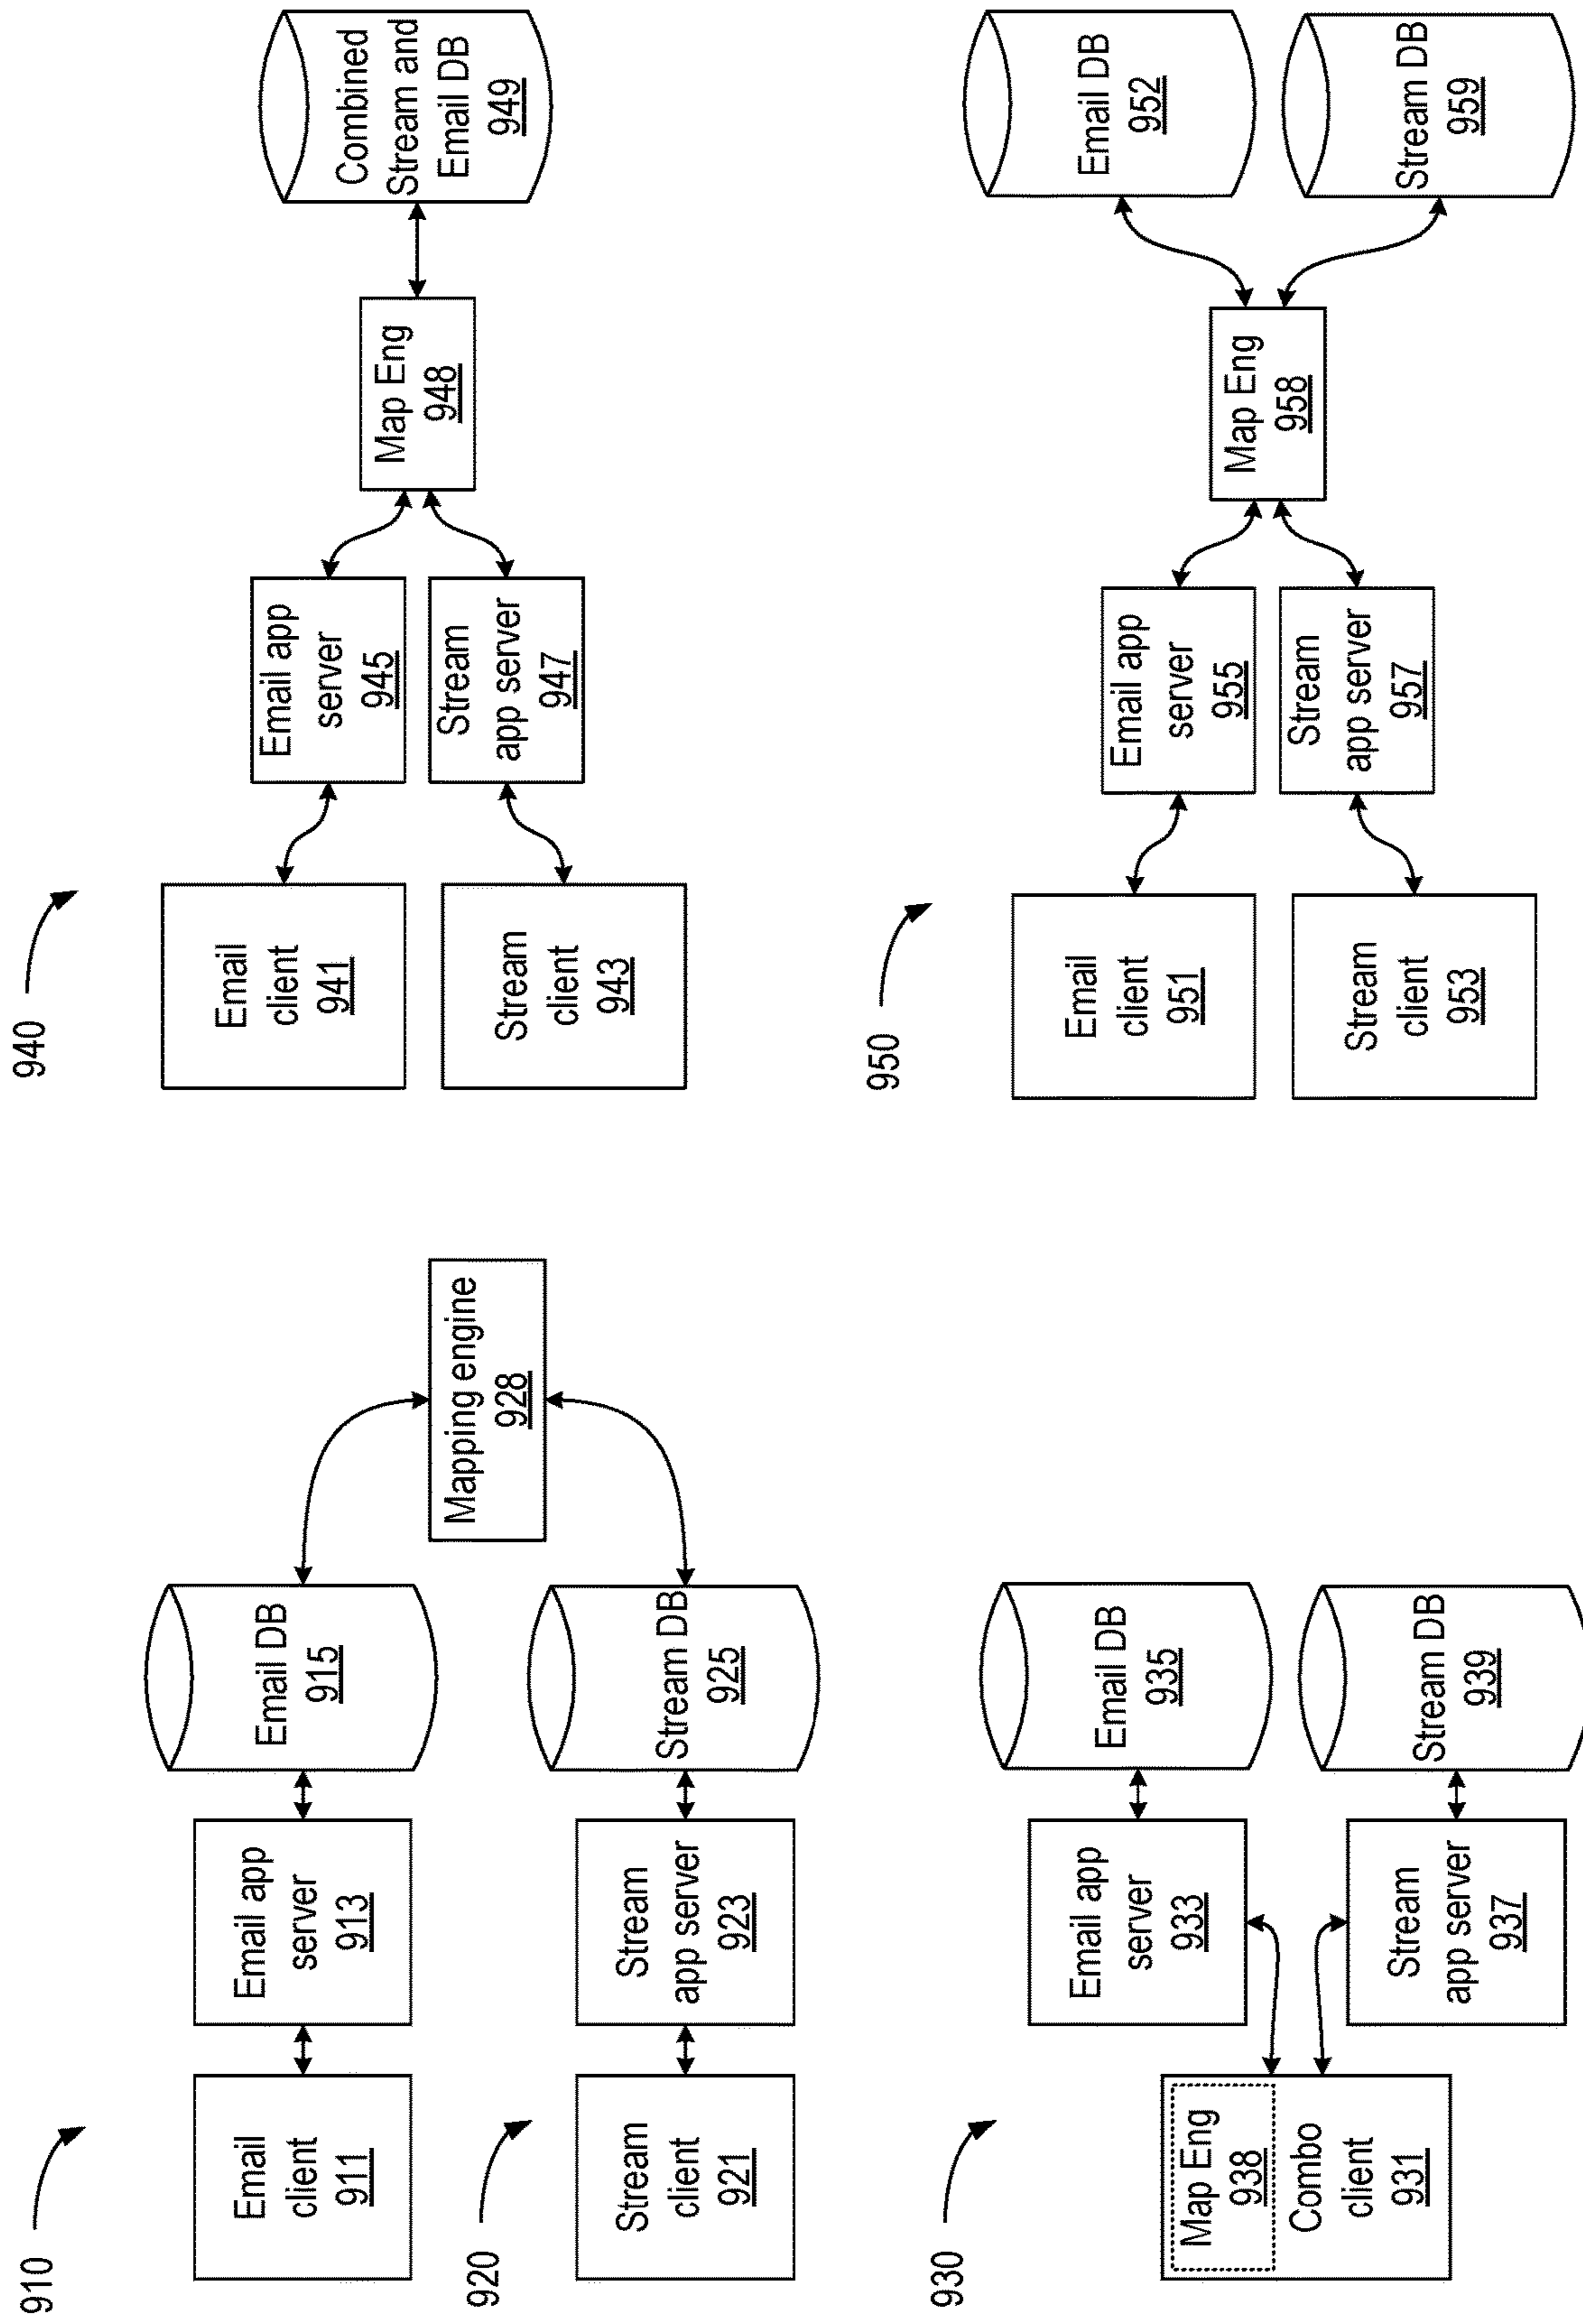 910
Email
client
911
Email app
server
913
Email DB
915
Mapping engine
928
920
Stream
client
921
Stream
app server
923
Stream DB
925
930
Map Eng
938
Combo
client
931
Email app
server
933
Email DB
935
Stream
app server
937
Stream DB
939
940
Email
client
941
Stream
client
943
Email app
server
945
Stream
app server
947
Map Eng
948
Combined
Stream and
Email DB
949
950
Email
client
951
Stream
client
953
Email app
server
955
Stream
app server
957
Map Eng
958
Email DB
952
Stream DB
959